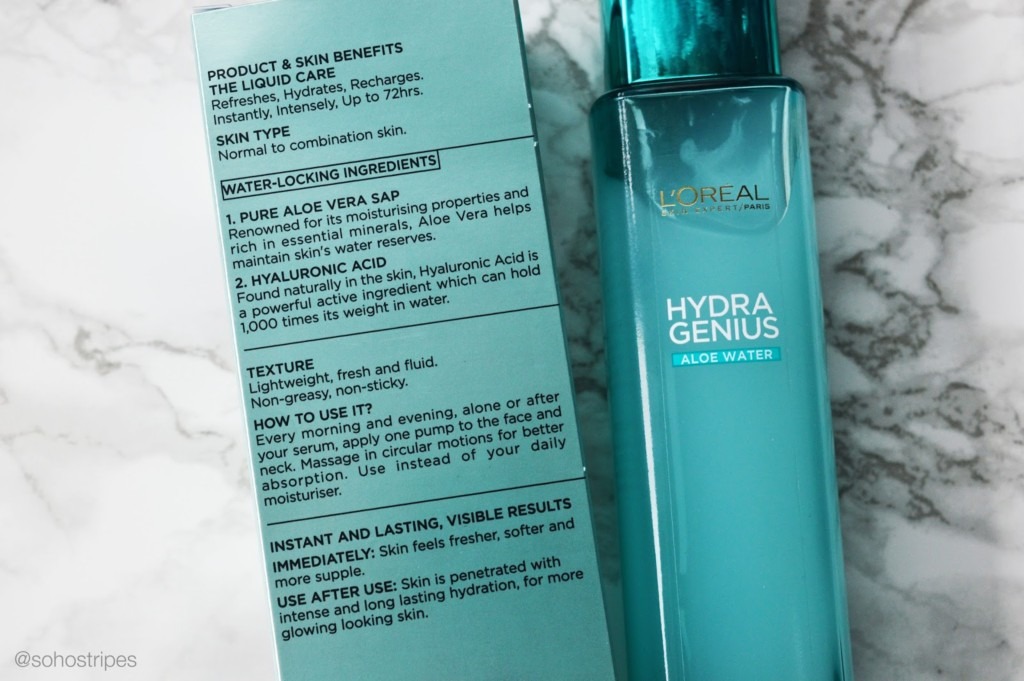 PRODUCT & SKIN BENEFITS
THE LIQUID CARE
Refreshes, Hydrates, Recharges.
Instantly, Intensely, Up to 72hrs.
SKIN TYPE
Normal to combination skin.
WATER-LOCKING INGREDIENTS
1. PURE ALOE VERA SAP
Renowned for its moisturising properties and
rich in essential minerals, Aloe Vera helps
maintain skin's water reserves.
2. HYALURONIC ACID
Found naturally in the skin, Hyaluronic Acid is
a powerful active ingredient which can hold
1,000 times its weight in water.
TEXTURE
Lightweight, fresh and fluid.
Non-greasy, non-sticky.
HOW TO USE IT?
Every morning and evening, alone or after
your serum, apply one pump to the face and
neck. Massage in circular motions for better
absorption. Use instead of your daily
moisturiser.
INSTANT AND LASTING, VISIBLE RESULTS
IMMEDIATELY: Skin feels fresher, softer and
more supple.
USE AFTER USE: Skin is penetrated with
intense and long lasting hydration, for more
glowing looking skin.
L'ORÉAL
SKIN EXPERT/PARIS
HYDRA
GENIUS
ALOE WATER
@sohostripes